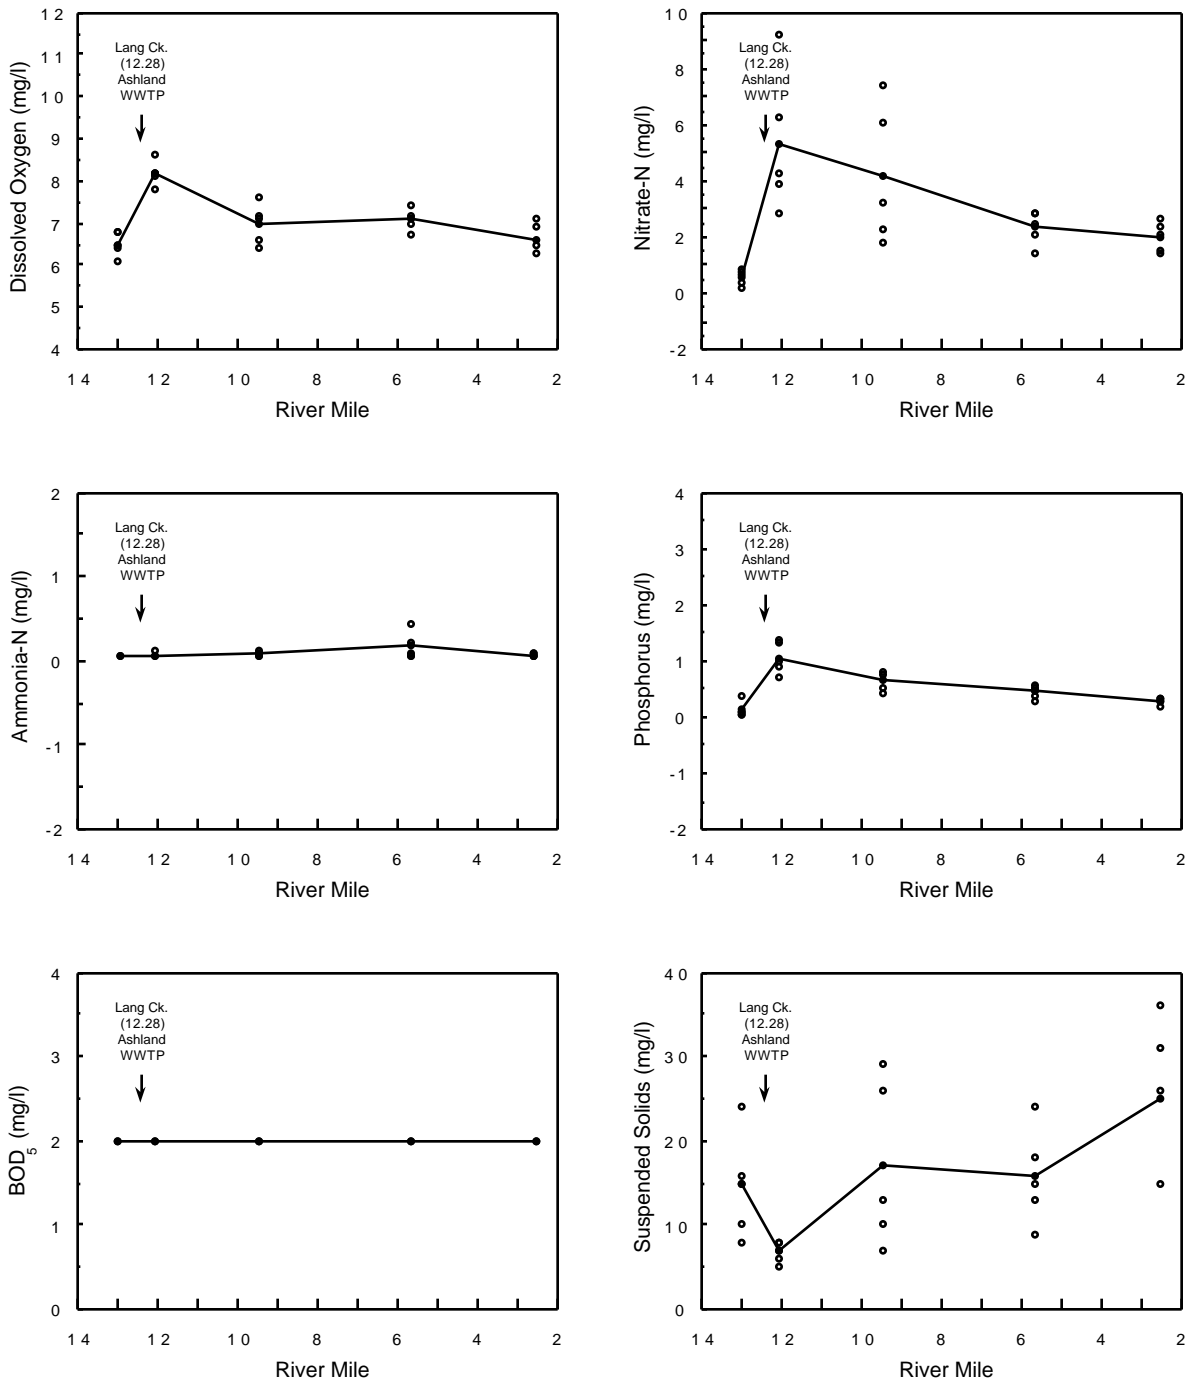 12
11
10
9
8
7
6
5
4
Dissolved Oxygen (mg/l)
Lang Ck.
(12.28)
Ashland
WWTP
14 12 10 8 6 4 2
River Mile
10
8
6
4
2
0
-2
Nitrate-N (mg/l)
Lang Ck.
(12.28)
Ashland
WWTP
14 12 10 8 6 4 2
River Mile
2
1
0
-1
-2
Ammonia-N (mg/l)
Lang Ck.
(12.28)
Ashland
WWTP
14 12 10 8 6 4 2
River Mile
4
3
2
1
0
-1
-2
Phosphorus (mg/l)
Lang Ck.
(12.28)
Ashland
WWTP
14 12 10 8 6 4 2
River Mile
4
3
2
1
0
BOD5 (mg/l)
Lang Ck.
(12.28)
Ashland
WWTP
14 12 10 8 6 4 2
River Mile
40
30
20
10
0
Suspended Solids (mg/l)
Lang Ck.
(12.28)
Ashland
WWTP
14 12 10 8 6 4 2
River Mile